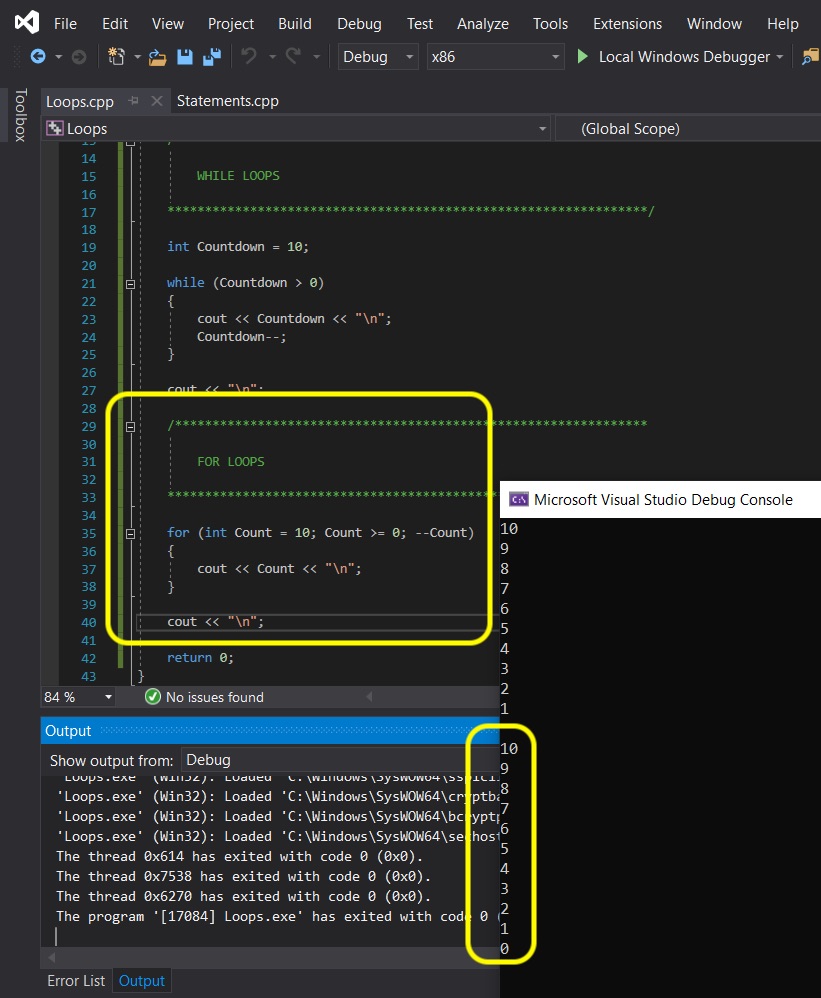 File Edit View Project Build Debug Test Analyze Tools Extensions Window Help
Debug x86 Local Windows Debugger
Toolbox
Loops.cpp Statements.cpp
Loops (Global Scope)
14
15 WHILE LOOPS
16
17 ****************************************************************/
18
19 int Countdown = 10;
20
21 while (Countdown > 0)
22 {
23 cout << Countdown << "\n";
24 Countdown--;
25 }
26
27 cout << "\n";
28
29 /***************************************************************
30
31 FOR LOOPS
32
33 ********************************************
34
35 for (int Count = 10; Count >= 0; --Count)
36 {
37 cout << Count << "\n";
38 }
39
40 cout << "\n";
41
42 return 0;
43 }
84 % No issues found
Output
Show output from: Debug
'Loops.exe' (Win32): Loaded 'C:\Windows\SysWOW64\sspicli
'Loops.exe' (Win32): Loaded 'C:\Windows\SysWOW64\cryptba
'Loops.exe' (Win32): Loaded 'C:\Windows\SysWOW64\bcryptp
'Loops.exe' (Win32): Loaded 'C:\Windows\SysWOW64\sechost
The thread 0x614 has exited with code 0 (0x0).
The thread 0x7538 has exited with code 0 (0x0).
The thread 0x6270 has exited with code 0 (0x0).
The program '[17084] Loops.exe' has exited with code 0 (
Error List Output
C:\ Microsoft Visual Studio Debug Console
10
9
8
7
6
5
4
3
2
1
10
9
8
7
6
5
4
3
2
1
0